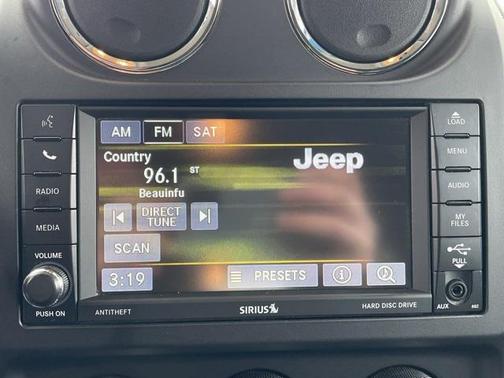 AM FM SAT
Country
96.1 ST
Beauinfu
Jeep
DIRECT
TUNE
SCAN
3:19 PRESETS
PHONE
RADIO
MEDIA
VOLUME
PUSH ON
LOAD
MENU
AUDIO
MY
FILES
PULL
AUX
ANTITHEFT
SIRIUS
HARD DISC DRIVE